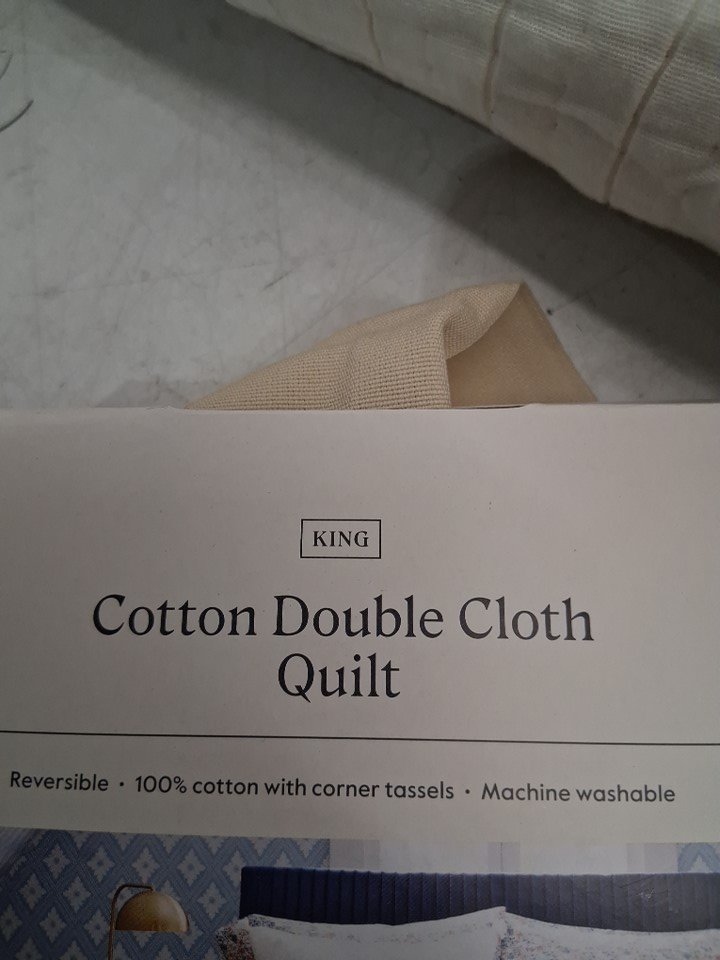 KING
Cotton Double Cloth
Quilt
Reversible • 100% cotton with corner tassels • Machine washable